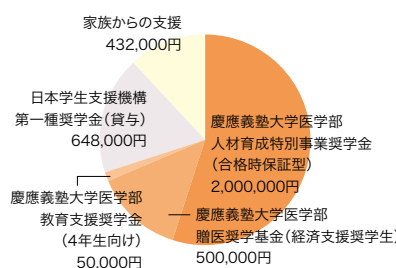 家族からの支援
432,000円
日本学生支援機構
第一種奨学金(貸与)
648,000円
慶應義塾大学医学部
人材育成特別事業奨学金
(合格時保証型)
2,000,000円
慶應義塾大学医学部
教育支援奨学金
(4年生向け)
50,000円
慶應義塾大学医学部
贈医奨学基金(経済支援奨学生)
500,000円